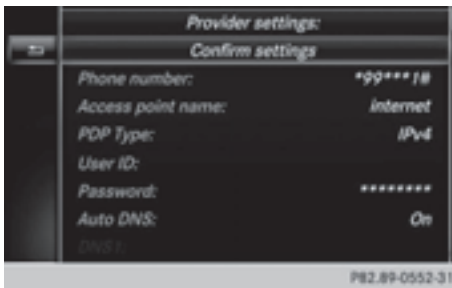 Provider settings:
Confirm settings
Phone number: *99***1#
Access point name: internet
PDP Type: IPv4
User ID:
Password: ********
Auto DNS: On
DNS1:
P82.89-0552-31